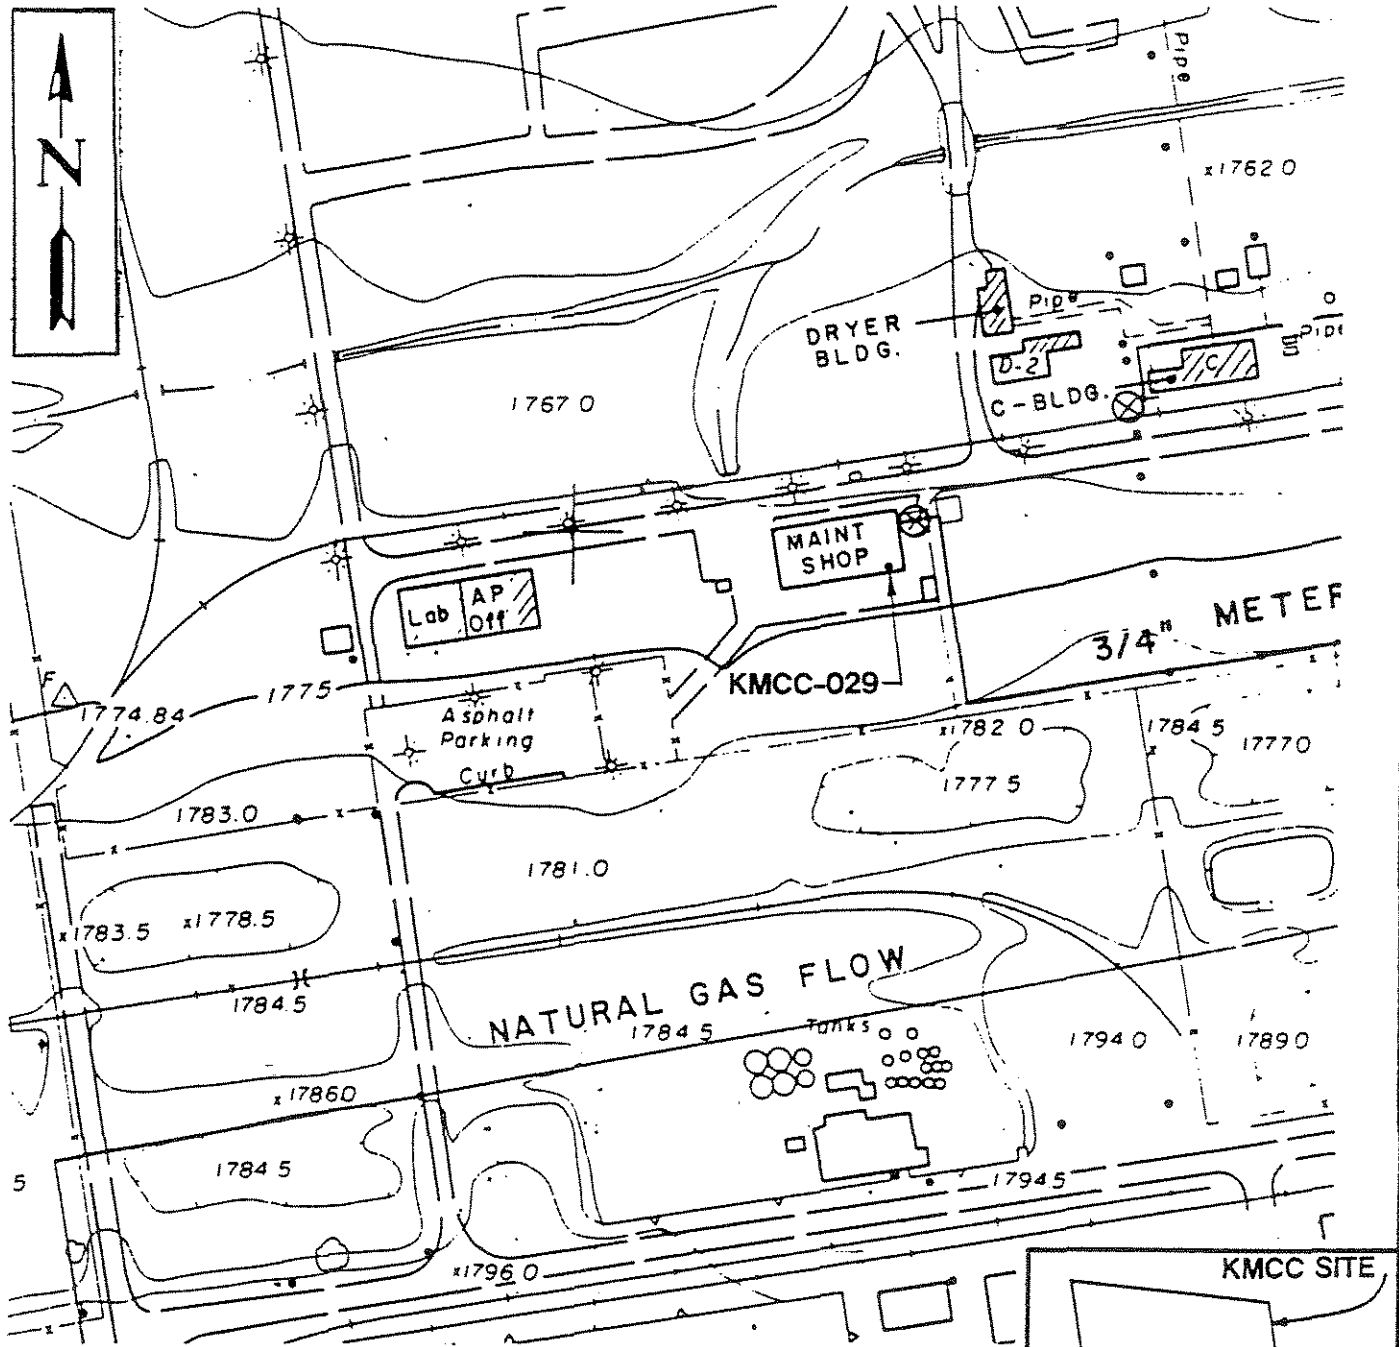 N
Pipe
x1762 0
Pipe
DRYER
BLDG.
PIPE
D-2
C
C-BLDG.
1767 0
MAINT
SHOP
Lab
AP
Off
METER
3/4"
KMCC-029
F
1774.84
1775
Asphalt
Parking
Curb
x1782 0
1784 5
1777 0
1777 5
1783.0
1781.0
x1783.5
x1778.5
1784.5
NATURAL GAS FLOW
1784 5
Tanks
1794 0
1789 0
x1786 0
1784 5
5
1794 5
x1796 0
KMCC SITE